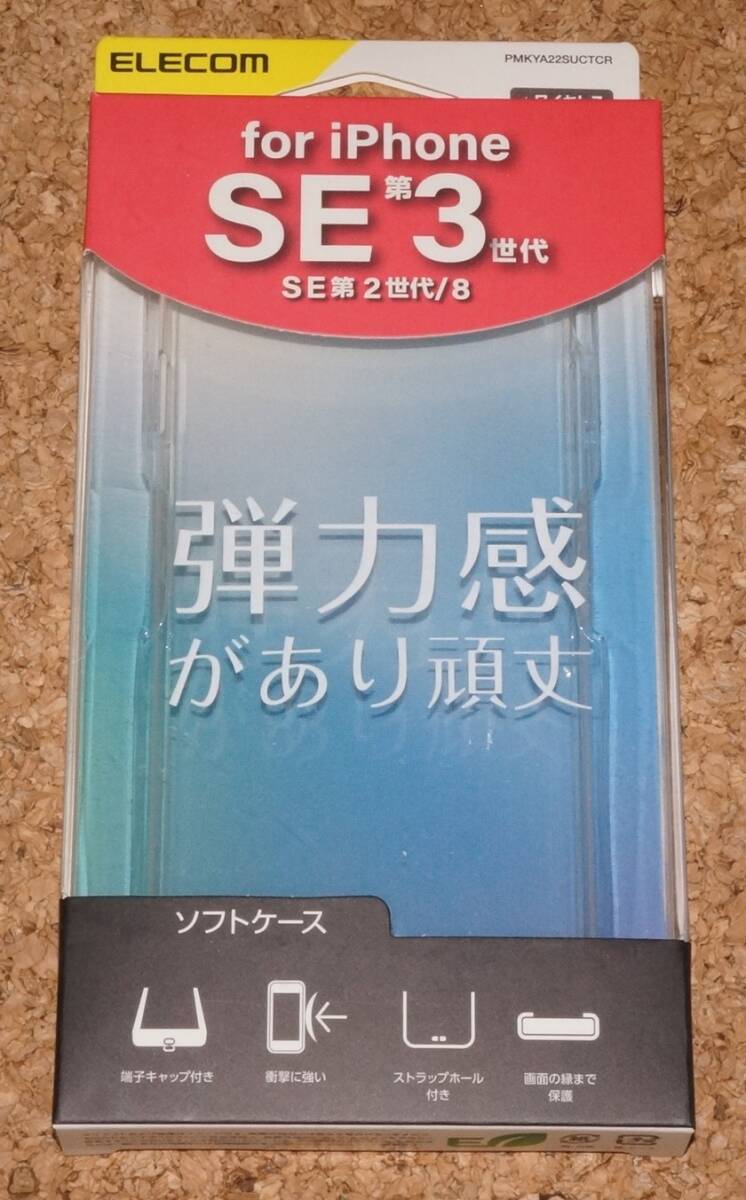 ELECOM
PMKYA22SUCTCR
for iPhone
SE第3世代
SE第2世代/8
弾力感
があり頑丈
ソフトケース
端子キャップ付き
衝撃に強い
ストラップホール
付き
画面の縁まで
保護